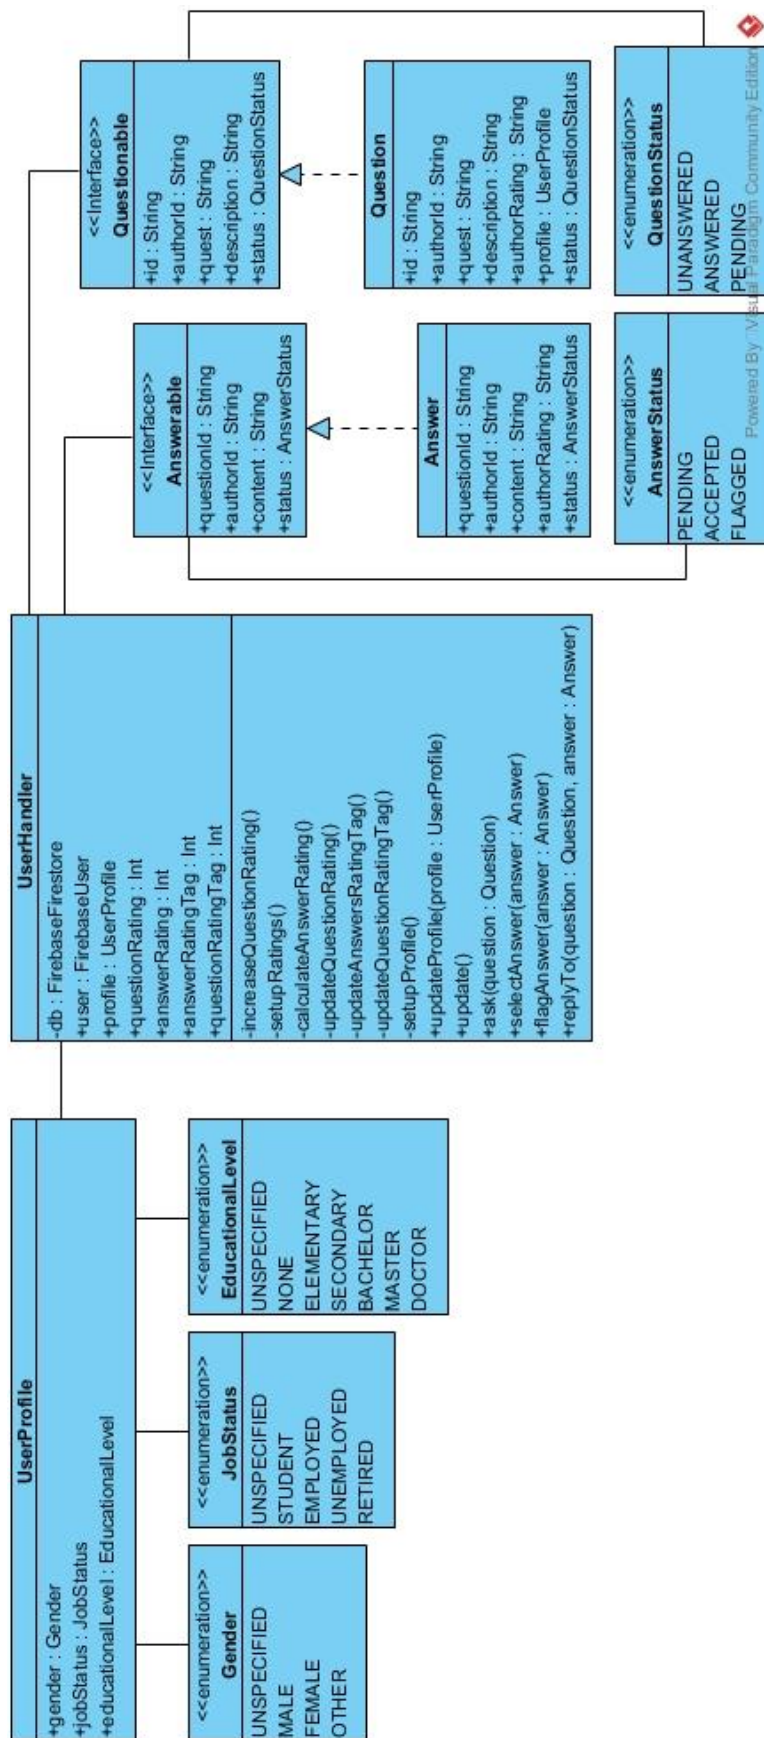 UserProfile
+gender : Gender
+jobStatus : JobStatus
+educationalLevel : EducationalLevel
<<enumeration>>
Gender
UNSPECIFIED
MALE
FEMALE
OTHER
<<enumeration>>
JobStatus
UNSPECIFIED
STUDENT
EMPLOYED
UNEMPLOYED
RETIRED
<<enumeration>>
EducationalLevel
UNSPECIFIED
NONE
ELEMENTARY
SECONDARY
BACHELOR
MASTER
DOCTOR
UserHandler
-db : FirebaseFirestore
+user : FirebaseUser
+profile : UserProfile
+questionRating : Int
+answerRating : Int
+answerRatingTag : Int
+questionRatingTag : Int
-increaseQuestionRating()
-setupRatings()
-calculateAnswerRating()
-updateQuestionRating()
-updateAnswersRatingTag()
-updateQuestionRatingTag()
-setupProfile()
+updateProfile(profile : UserProfile)
+update()
+ask(question : Question)
+selectAnswer(answer : Answer)
+flagAnswer(answer : Answer)
+replyTo(question : Question, answer : Answer)
<<Interface>>
Answerable
+questionId : String
+authorId : String
+content : String
+status : AnswerStatus
Answer
+questionId : String
+authorId : String
+content : String
+authorRating : String
+status : AnswerStatus
<<enumeration>>
AnswerStatus
PENDING
ACCEPTED
FLAGGED
<<Interface>>
Questionable
+id : String
+authorId : String
+quest : String
+description : String
+status : QuestionStatus
Question
+id : String
+authorId : String
+quest : String
+description : String
+authorRating : String
+profile : UserProfile
+status : QuestionStatus
<<enumeration>>
QuestionStatus
UNANSWERED
ANSWERED
PENDING
Powered By Visual Paradigm Community Edition